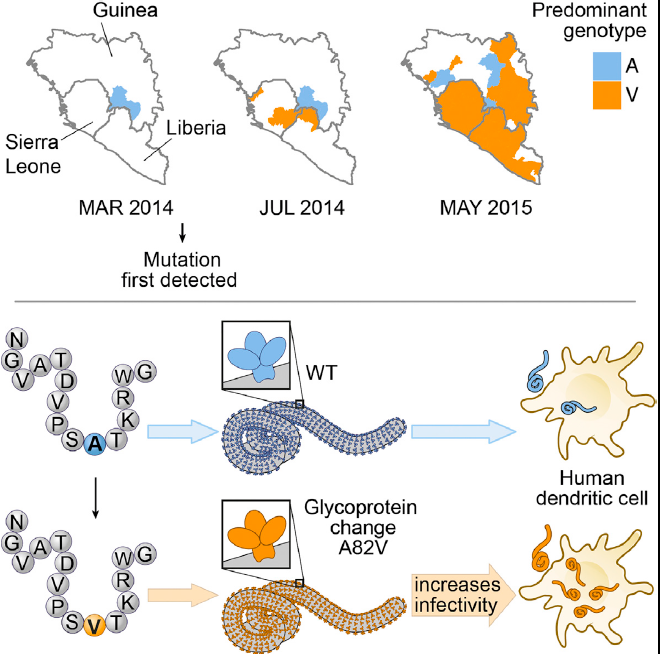 Guinea
Predominant
genotype
A
V
Sierra
Leone
Liberia
MAR 2014
JUL 2014
MAY 2015
Mutation
first detected
N
G
V
A
T
D
V
P
S
A
T
K
R
W
G
WT
Human
dendritic cell
N
G
V
A
T
D
V
P
S
V
T
K
R
W
G
Glycoprotein
change
A82V
increases
infectivity